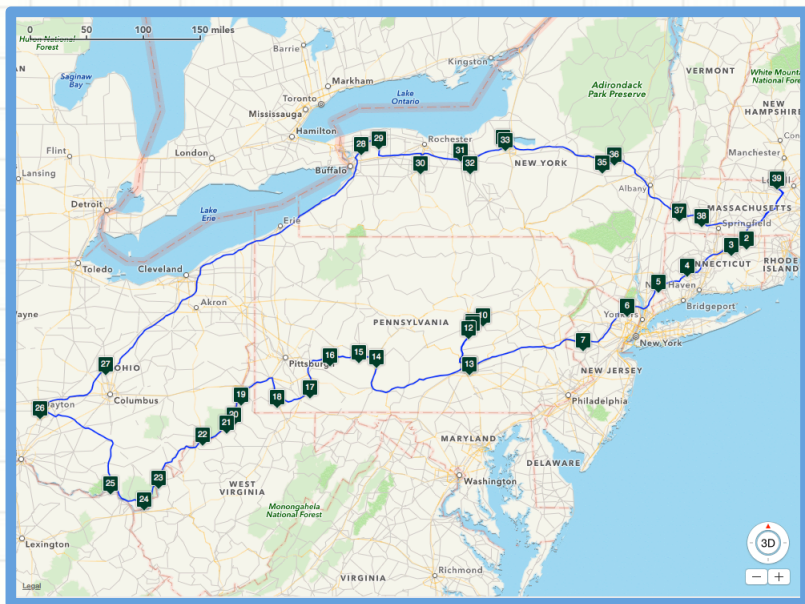 0 50 100 150 miles
Huron National
Forest
Barrie
Kingston
VERMONT
White Mount
National Fore
Saginaw
Bay
Markham
Lake
Ontario
Adirondack
Park Preserve
Toronto
Mississauga
NEW
HAMPSHIRE
Hamilton
Flint
London
Rochester
Manchester
Lansing
Buffalo
28
29
30
31
32
33
NEW YORK
35
36
Albany
39
Detroit
Lake
Erie
Erie
37
38
MASSACHUSETTS
Springfield
Toledo
Cleveland
2
3
4
CONNECTICUT
RHODE
ISLAND
5
Bridgeport
Akron
Wayne
PENNSYLVANIA
10
12
6
Yonkers
New York
Pittsburgh
16
15
14
13
7
NEW JERSEY
27
OHIO
Columbus
17
18
19
20
21
22
Philadelphia
26
Dayton
MARYLAND
DELAWARE
Washington
WEST
VIRGINIA
23
24
25
Monongahela
National Forest
Lexington
VIRGINIA
Richmond
3D
Legal
− +